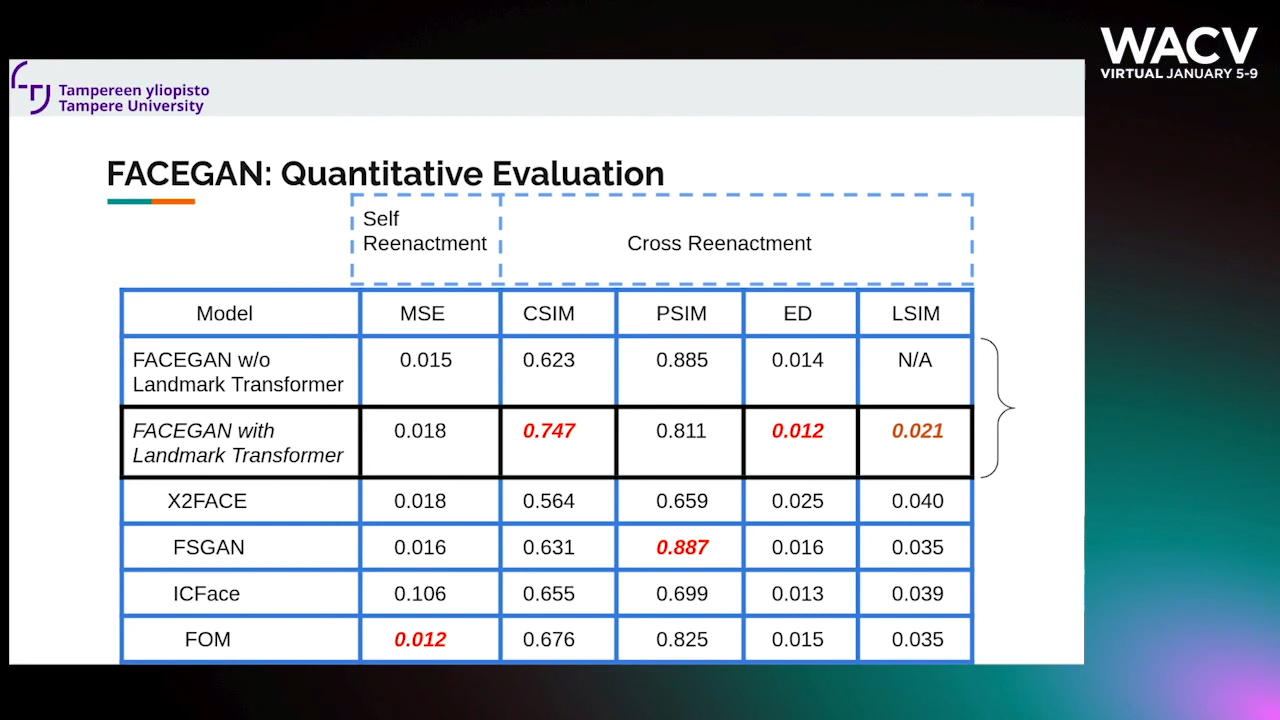 WACV
VIRTUAL JANUARY 5-9
Tampereen yliopisto
Tampere University
FACEGAN: Quantitative Evaluation
Self
Reenactment
Cross Reenactment
Model MSE CSIM PSIM ED LSIM
FACEGAN w/o
Landmark Transformer 0.015 0.623 0.885 0.014 N/A
FACEGAN with
Landmark Transformer 0.018 0.747 0.811 0.012 0.021
X2FACE 0.018 0.564 0.659 0.025 0.040
FSGAN 0.016 0.631 0.887 0.016 0.035
ICFace 0.106 0.655 0.699 0.013 0.039
FOM 0.012 0.676 0.825 0.015 0.035